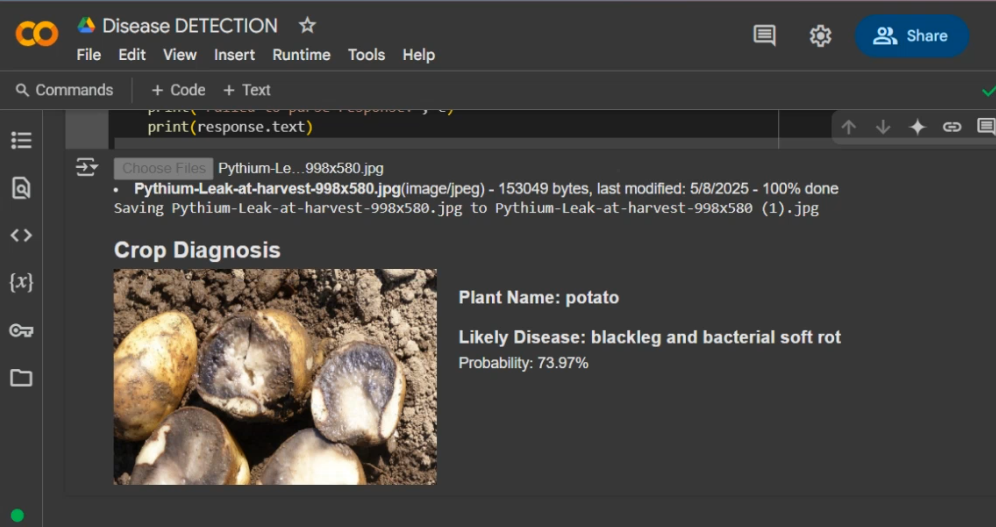 Disease DETECTION
File Edit View Insert Runtime Tools Help
Share
Commands + Code + Text
print(response.text)
Choose Files Pythium-Le...998x580.jpg
• Pythium-Leak-at-harvest-998x580.jpg(image/jpeg) - 153049 bytes, last modified: 5/8/2025 - 100% done
Saving Pythium-Leak-at-harvest-998x580.jpg to Pythium-Leak-at-harvest-998x580 (1).jpg
{x}
Crop Diagnosis
Plant Name: potato
Likely Disease: blackleg and bacterial soft rot
Probability: 73.97%